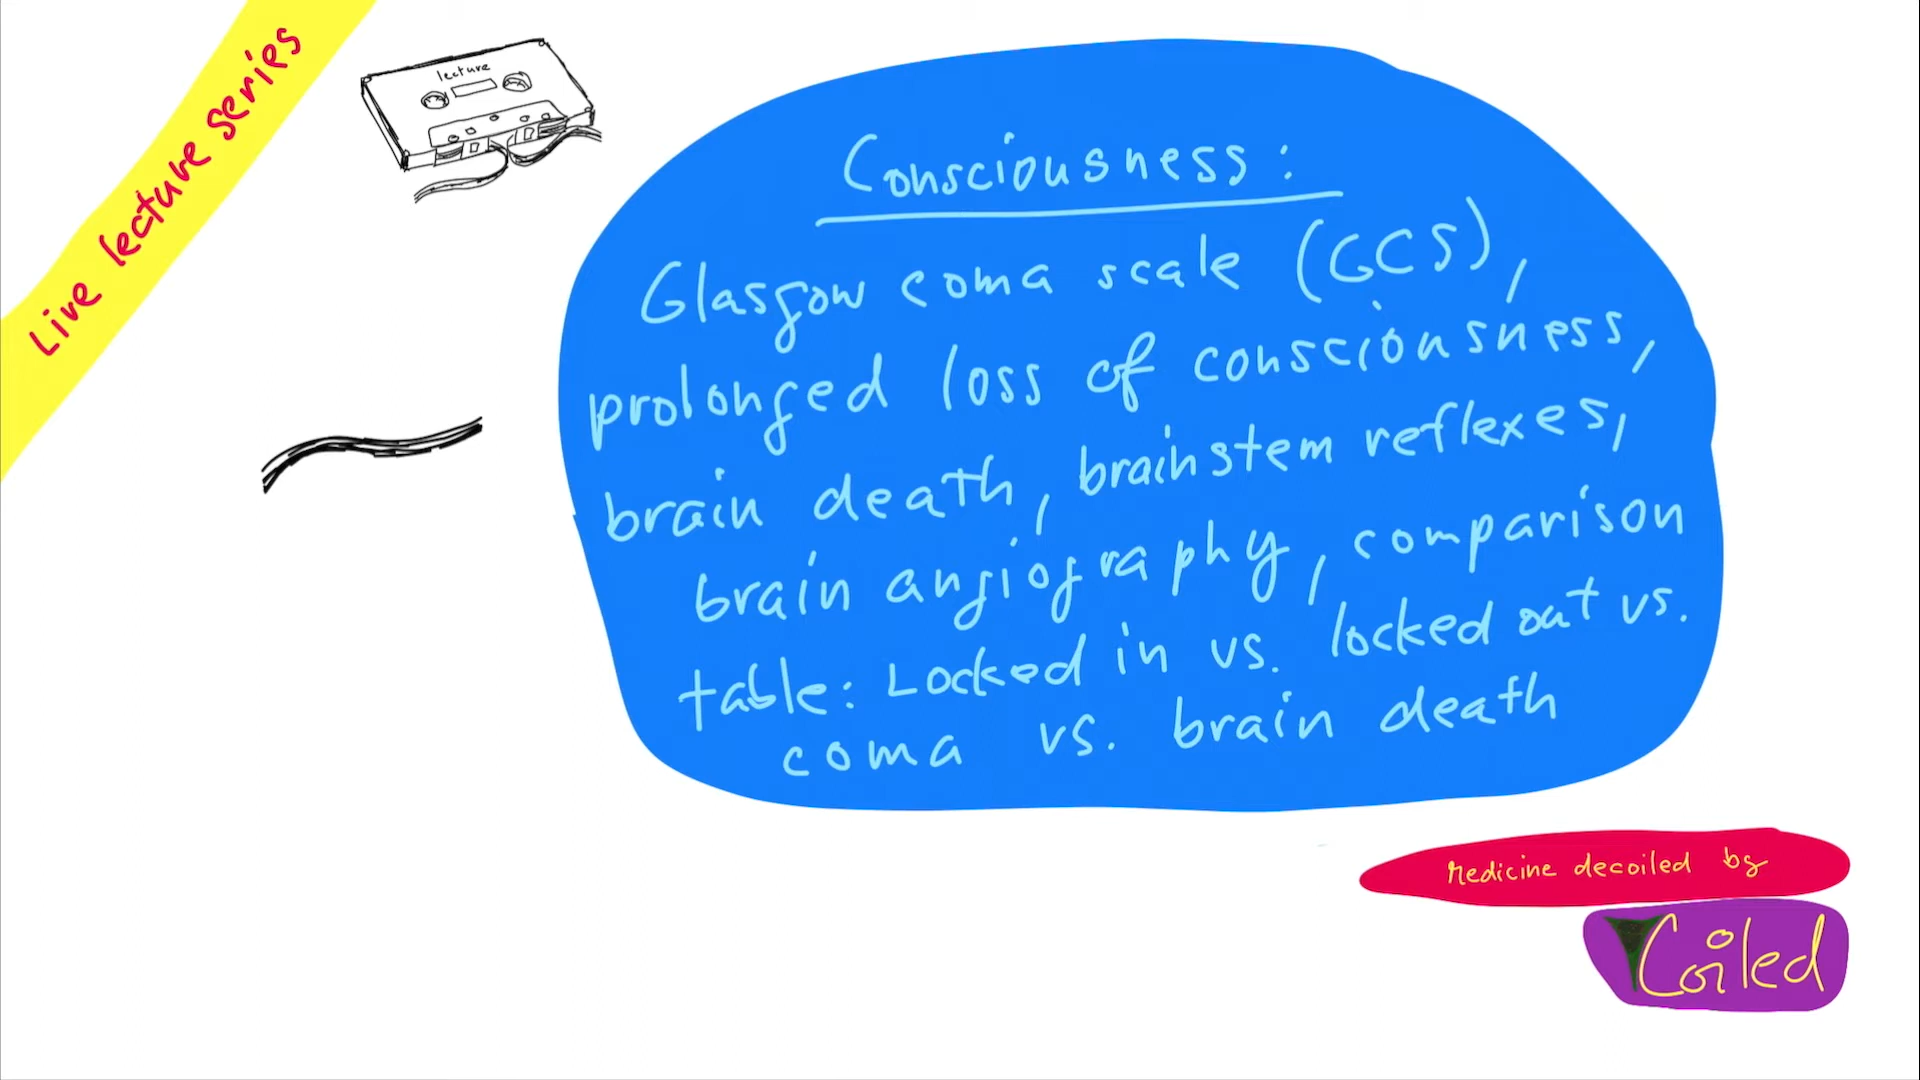 Live lecture series
lecture
Consciousness:
Glasgow coma scale (GCS),
prolonged loss of consciousness,
brain death, brainstem reflexes,
brain angiography, comparison
table: Locked in vs. locked out vs.
coma vs. brain death
Medicine decoiled by
Coiled